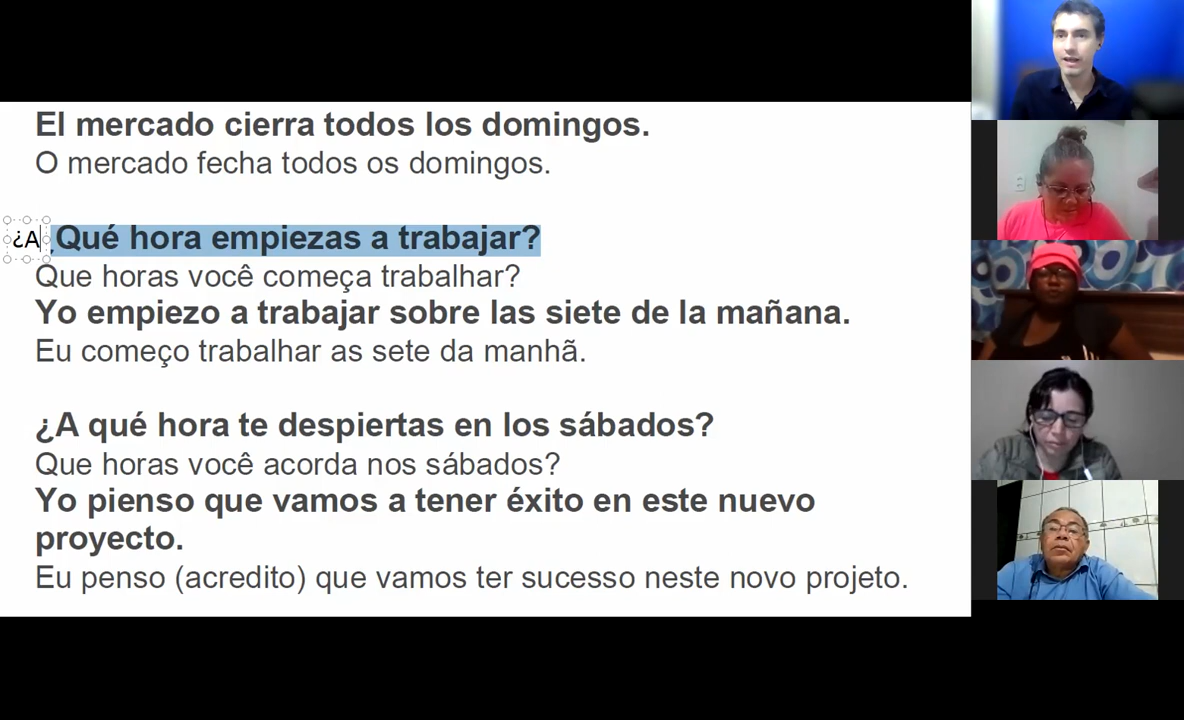 El mercado cierra todos los domingos.
O mercado fecha todos os domingos.
¿A Qué hora empiezas a trabajar?
Que horas você começa trabalhar?
Yo empiezo a trabajar sobre las siete de la mañana.
Eu começo trabalhar as sete da manhã.
¿A qué hora te despiertas en los sábados?
Que horas você acorda nos sábados?
Yo pienso que vamos a tener éxito en este nuevo
proyecto.
Eu penso (acredito) que vamos ter sucesso neste novo projeto.